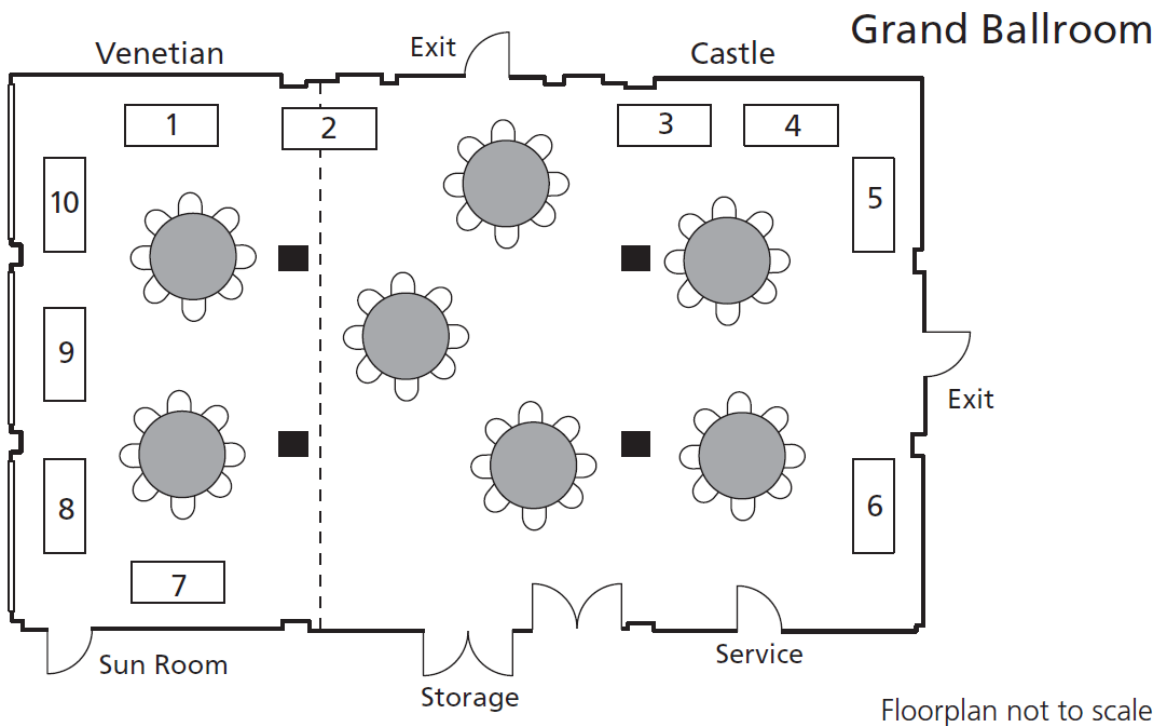 Grand Ballroom
Venetian
Exit
Castle
1
2
3
4
10
5
9
Exit
8
6
7
Sun Room
Service
Storage
Floorplan not to scale